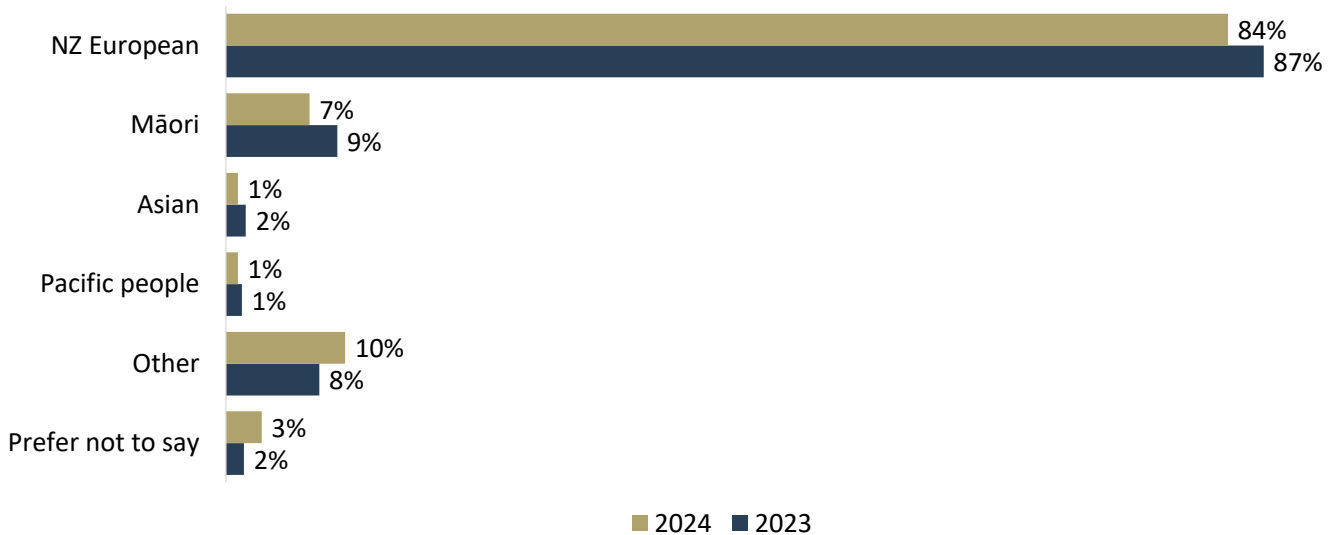 NZ European
84%
87%
Māori
7%
9%
Asian
1%
2%
Pacific people
1%
1%
Other
10%
8%
Prefer not to say
3%
2%
2024 2023